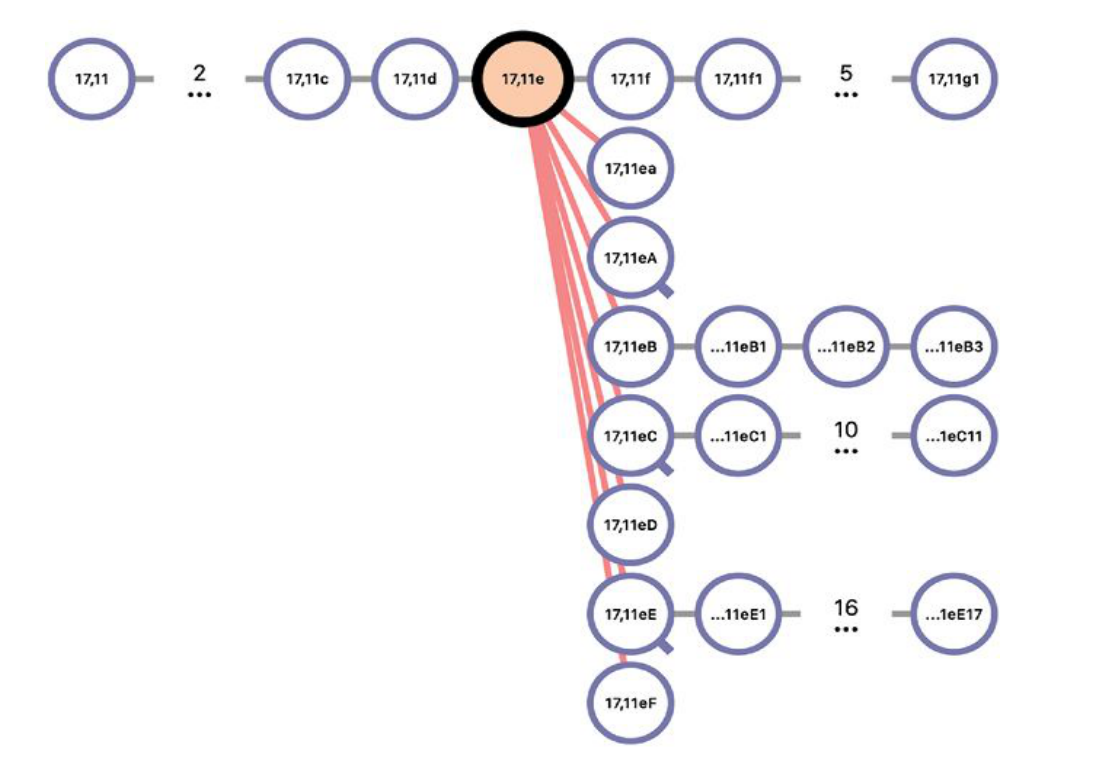 17,11 2 ... 17,11c 17,11d 17,11e 17,11f 17,11f1 5 ... 17,11g1
17,11ea
17,11eA
17,11eB ...11eB1 ...11eB2 ...11eB3
17,11eC ...11eC1 10 ... ...1eC11
17,11eD
17,11eE ...11eE1 16 ... ...1eE17
17,11eF